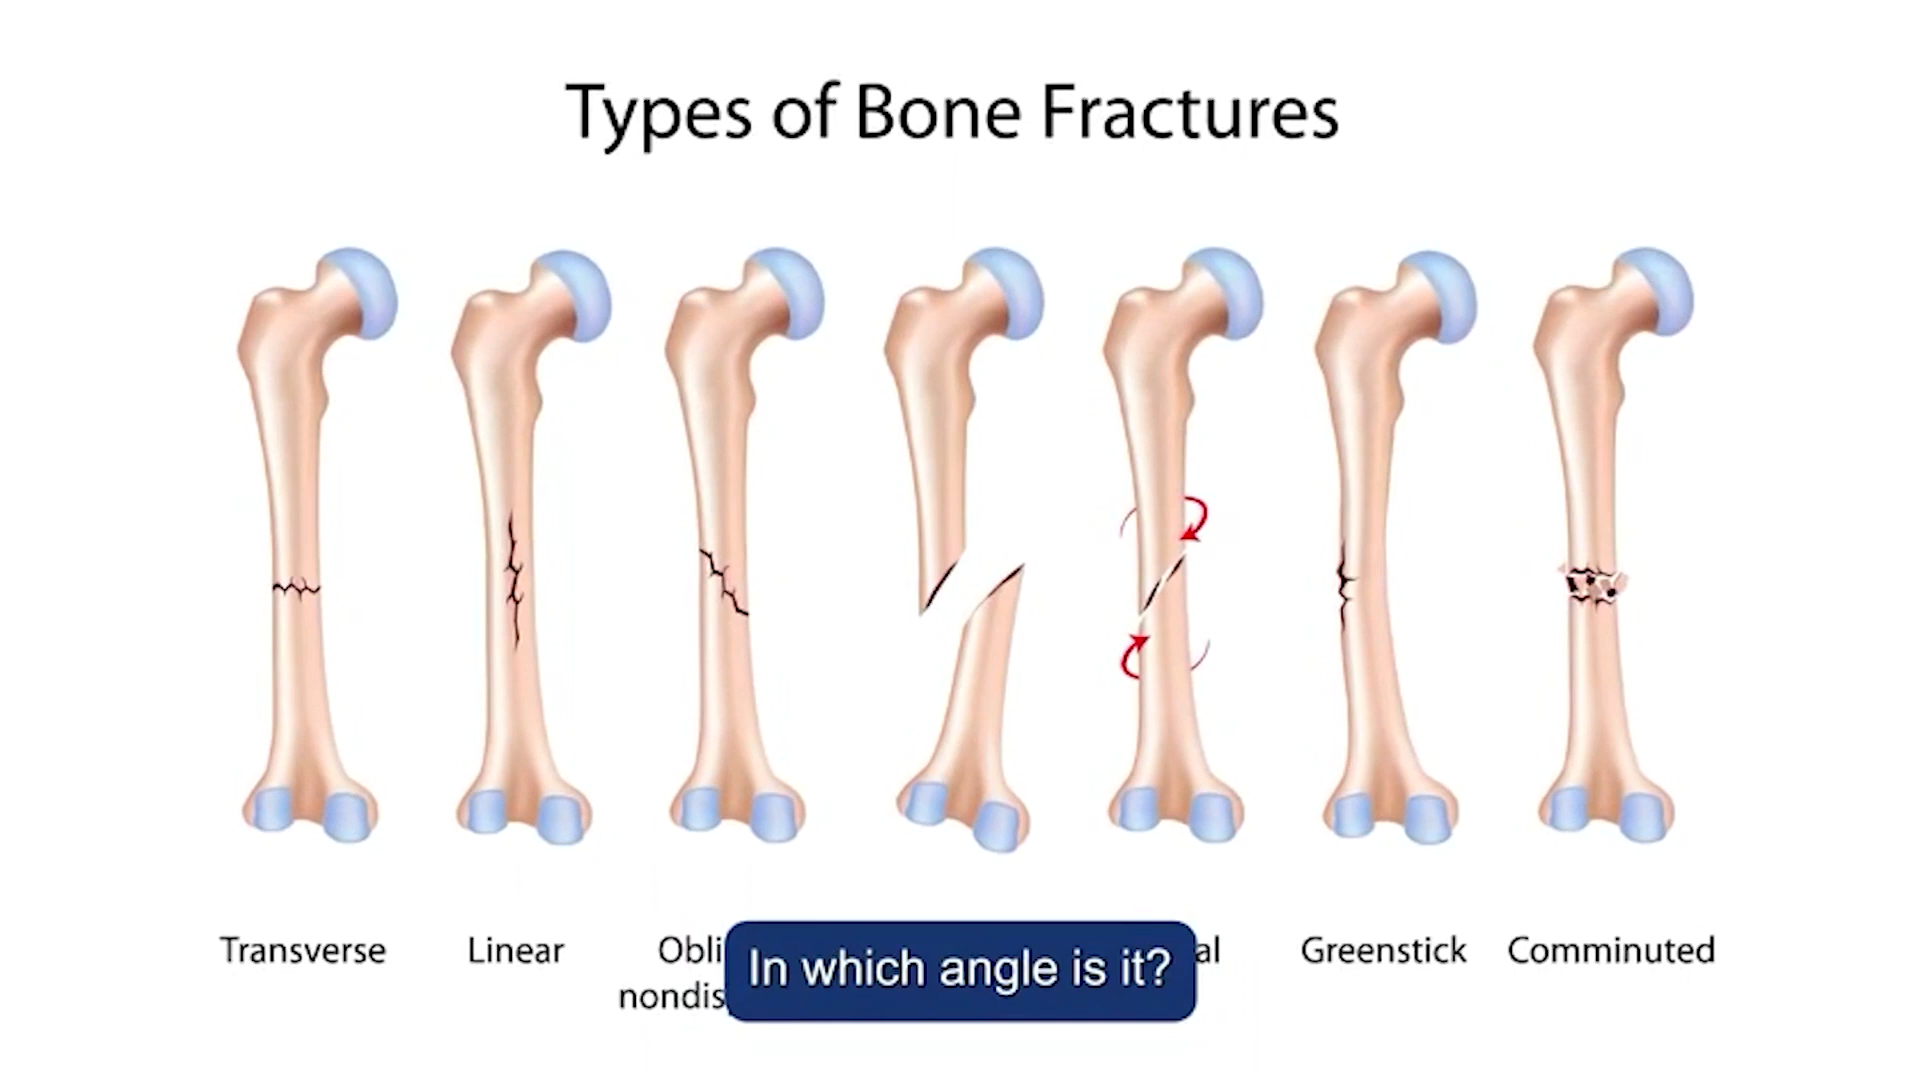 Types of Bone Fractures
Transverse
Linear
Obli
nondis
In which angle is it?
al
Greenstick
Comminuted